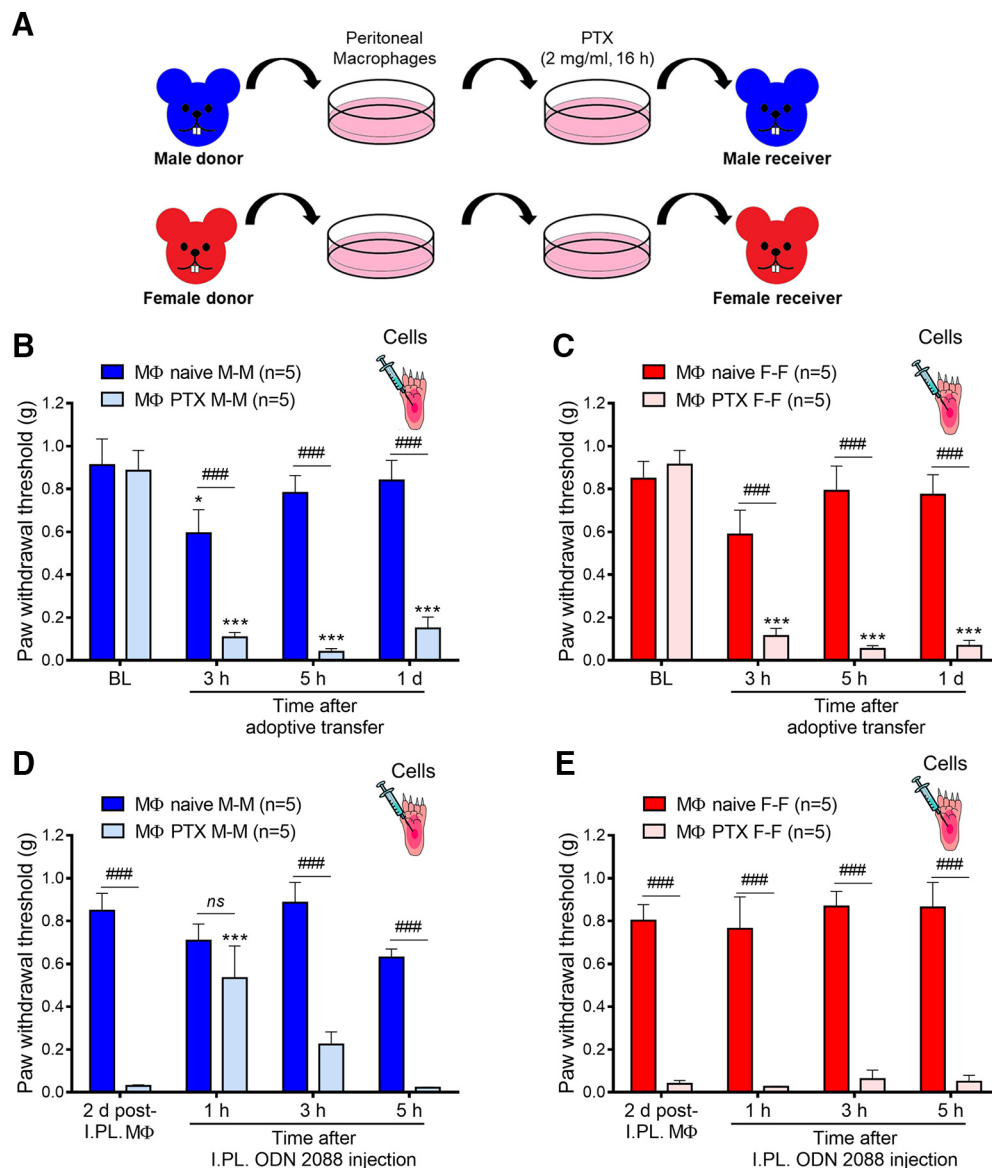 A
Peritoneal
Macrophages
PTX
(2 mg/ml, 16 h)
Male donor
Male receiver
Female donor
Female receiver
B
Cells
MΦ naive M-M (n=5)
MΦ PTX M-M (n=5)
Paw withdrawal threshold (g)
1.2
1.0
0.8
0.6
0.4
0.2
0.0
###
###
###
*
***
***
***
BL
3 h
5 h
1 d
Time after
adoptive transfer
C
Cells
MΦ naive F-F (n=5)
MΦ PTX F-F (n=5)
Paw withdrawal threshold (g)
1.2
1.0
0.8
0.6
0.4
0.2
0.0
###
###
###
***
***
***
BL
3 h
5 h
1 d
Time after
adoptive transfer
D
Cells
MΦ naive M-M (n=5)
MΦ PTX M-M (n=5)
Paw withdrawal threshold (g)
1.2
1.0
0.8
0.6
0.4
0.2
0.0
###
ns
###
###
***
2 d post-
I.PL. MΦ
1 h
3 h
5 h
Time after
I.PL. ODN 2088 injection
E
Cells
MΦ naive F-F (n=5)
MΦ PTX F-F (n=5)
Paw withdrawal threshold (g)
1.2
1.0
0.8
0.6
0.4
0.2
0.0
###
###
###
###
2 d post-
I.PL. MΦ
1 h
3 h
5 h
Time after
I.PL. ODN 2088 injection